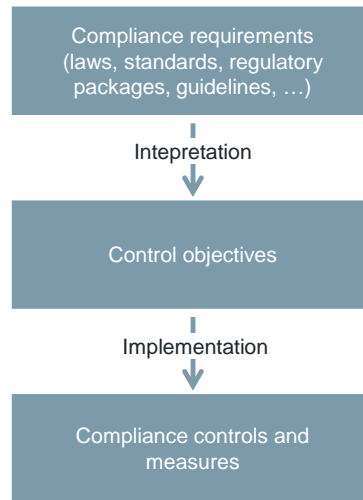 Compliance requirements
(laws, standards, regulatory
packages, guidelines, …)
Intepretation
Control objectives
Implementation
Compliance controls and
measures